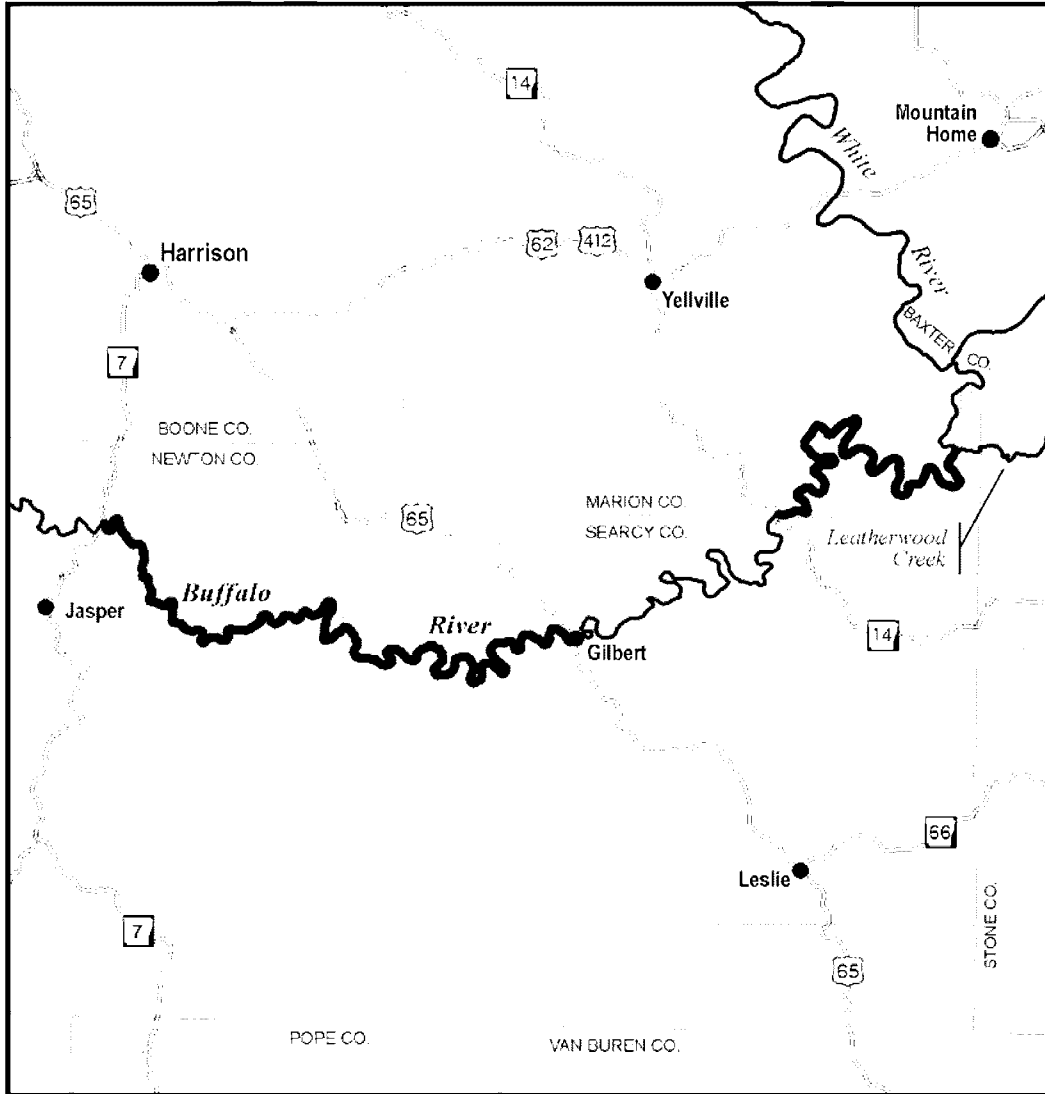 14
Mountain
Home
White
65
Harrison
62
412
River
Yellville
BAXTER CO.
7
BOONE CO.
NEWTON CO.
65
MARION CO.
SEARCY CO.
Leatherwood
Creek
Buffalo
Jasper
River
Gilbert
14
66
Leslie
7
STONE CO.
65
POPE CO.
VAN BUREN CO.